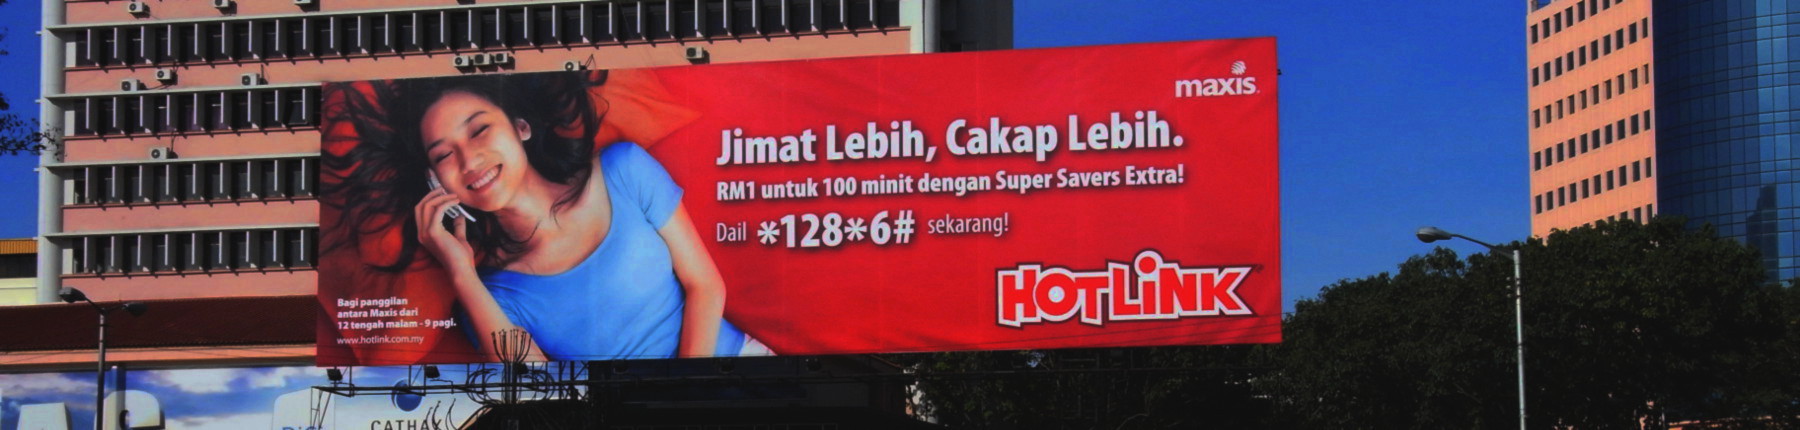 maxis
Jimat Lebih, Cakap Lebih.
RM1 untuk 100 minit dengan Super Savers Extra!
Dail *128*6# sekarang!
HOTLiNK
Bagi panggilan
antara Maxis dari
12 tengah malam - 9 pagi.
www.hotlink.com.my
CATHAY